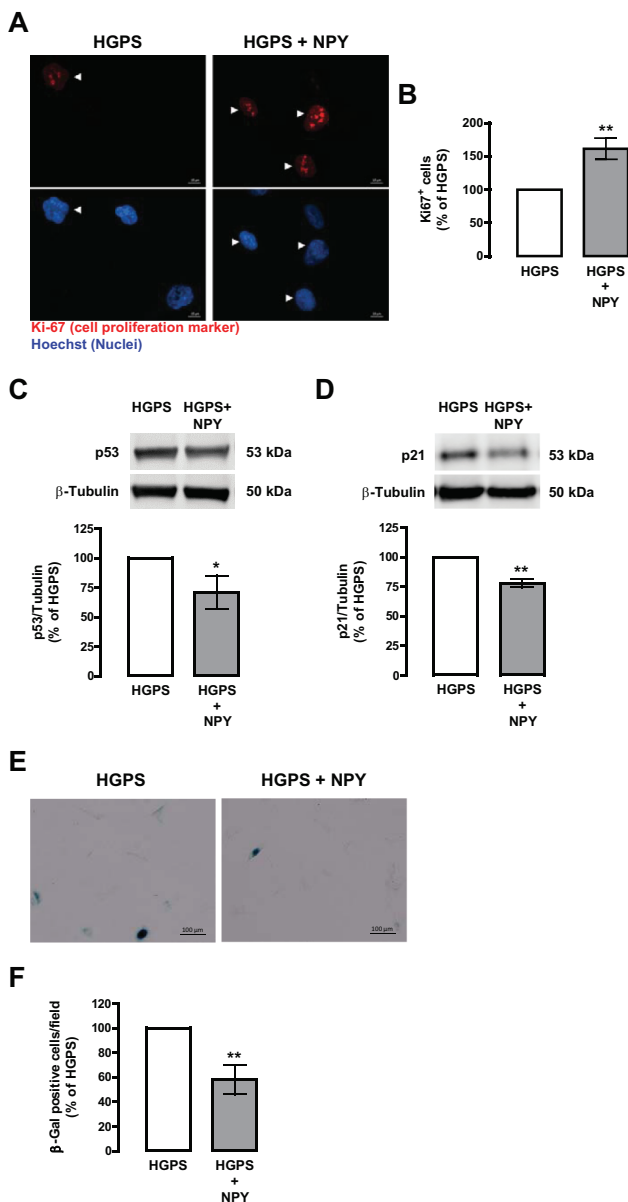 A
HGPS
HGPS + NPY
Ki-67 (cell proliferation marker)
Hoechst (Nuclei)
B
Ki67+ cells
(% of HGPS)
200
150
100
50
0
**
HGPS
HGPS
+
NPY
C
HGPS
HGPS+
NPY
p53
53 kDa
β-Tubulin
50 kDa
p53/Tubulin
(% of HGPS)
125
100
75
50
25
0
*
HGPS
HGPS
+
NPY
D
HGPS
HGPS+
NPY
p21
53 kDa
β-Tubulin
50 kDa
p21/Tubulin
(% of HGPS)
125
100
75
50
25
0
**
HGPS
HGPS
+
NPY
E
HGPS
HGPS + NPY
100 µm
100 µm
F
β-Gal positive cells/field
(% of HGPS)
120
100
80
60
40
20
0
**
HGPS
HGPS
+
NPY